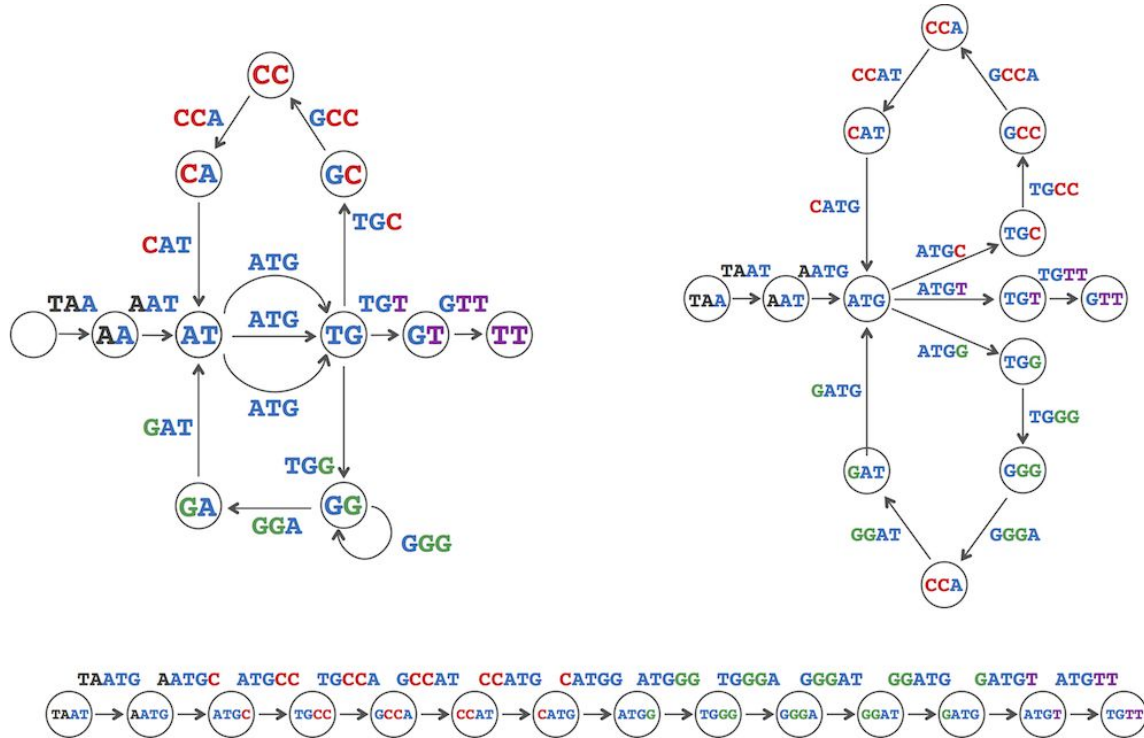 CC
CCA
GCC
CA
GC
CAT
TGC
ATG
TAA
AAT
ATG
TGT
GTT
AA
AT
TG
GT
TT
ATG
GAT
TGG
GA
GG
GGA
GGG
CCA
CCAT
GCCA
CAT
GCC
TGCC
CATG
TGC
ATGC
TAAT
AATG
ATGT
TGTT
TAA
AAT
ATG
TGT
GTT
ATGG
TGG
GATG
TGGG
GAT
GGG
GGAT
GGGA
CCA
TAATG AATGC ATGCC TGCCA GCCAT CCATG CATGG ATGGG TGGGA GGGAT GGATG GATGT ATGTT
TAAT AATG ATGC TGCC GCCA CCAT CATG ATGG TGGG GGGA GGAT GATG ATGT TGTT